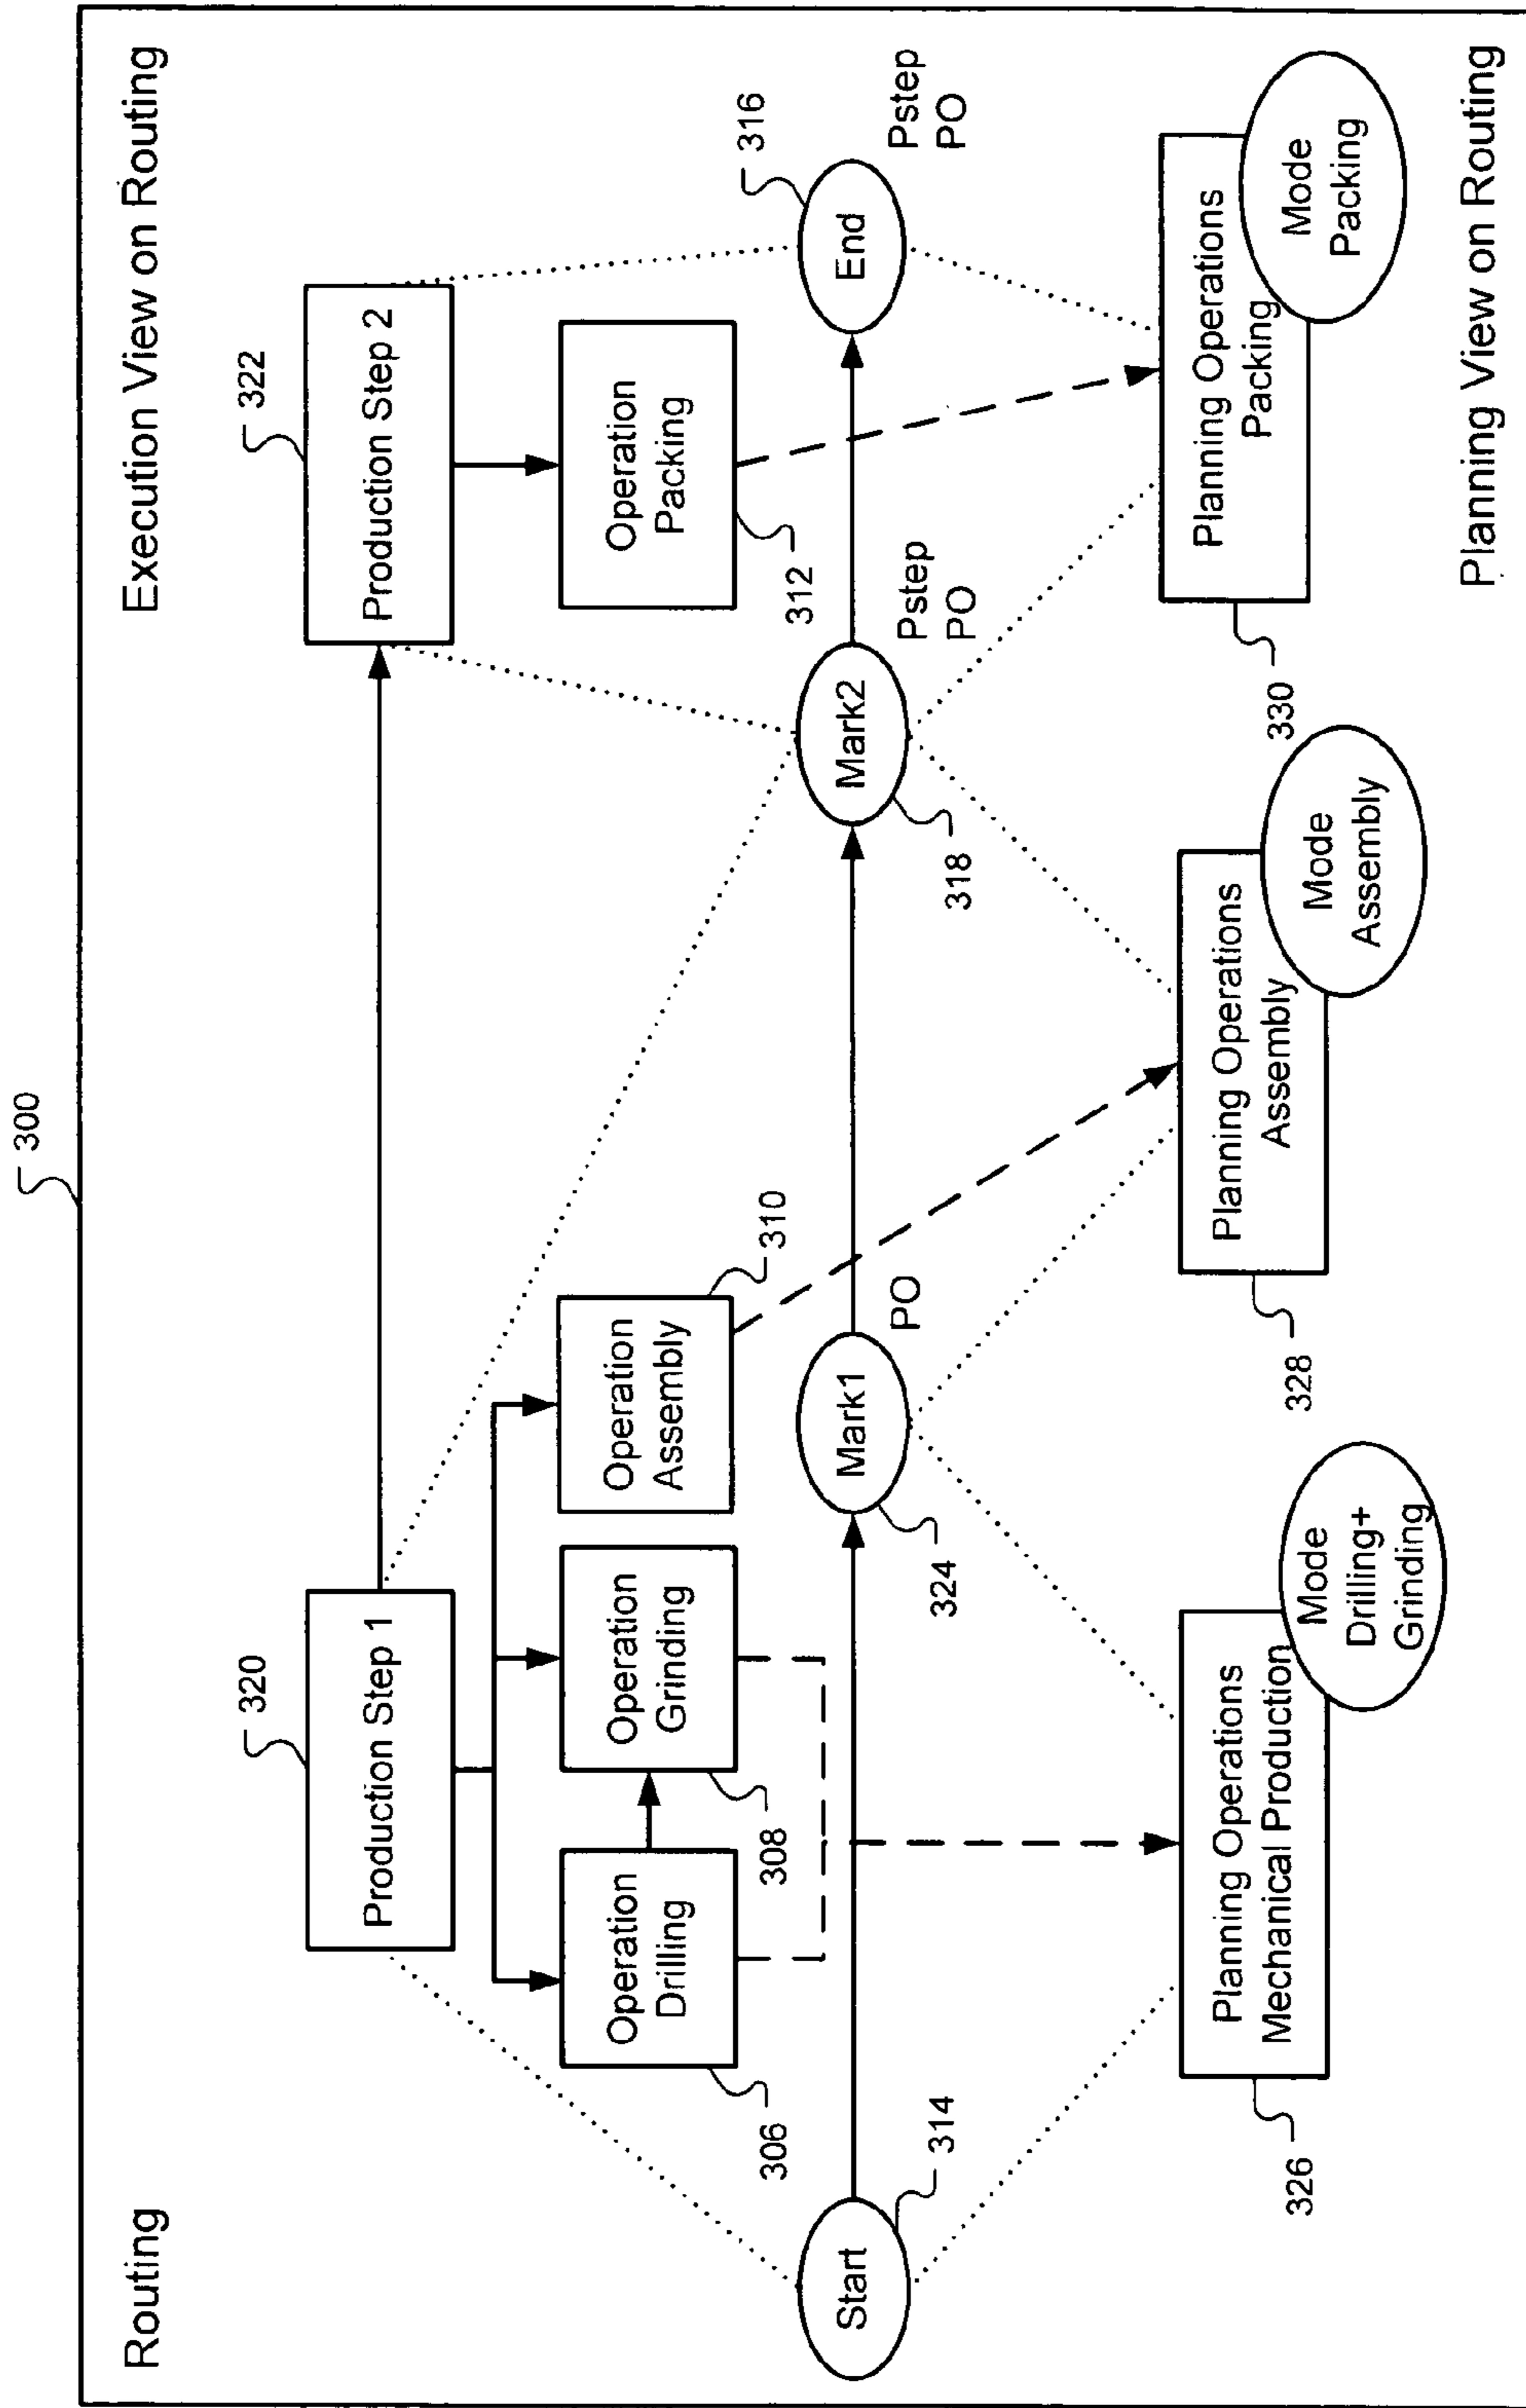 300
Routing
Execution View on Routing
320
322
Production Step 1
Production Step 2
Operation
Drilling
Operation
Grinding
Operation
Assembly
Operation
Packing
306
308
310
312
314
316
Start
Mark1
Mark2
End
324
PO
318
Pstep
PO
Pstep
PO
Planning Operations
Mechanical Production
Mode
Drilling+
Grinding
Planning Operations
Assembly
Mode
Assembly
Planning Operations
Packing
Mode
Packing
326
328
330
Planning View on Routing